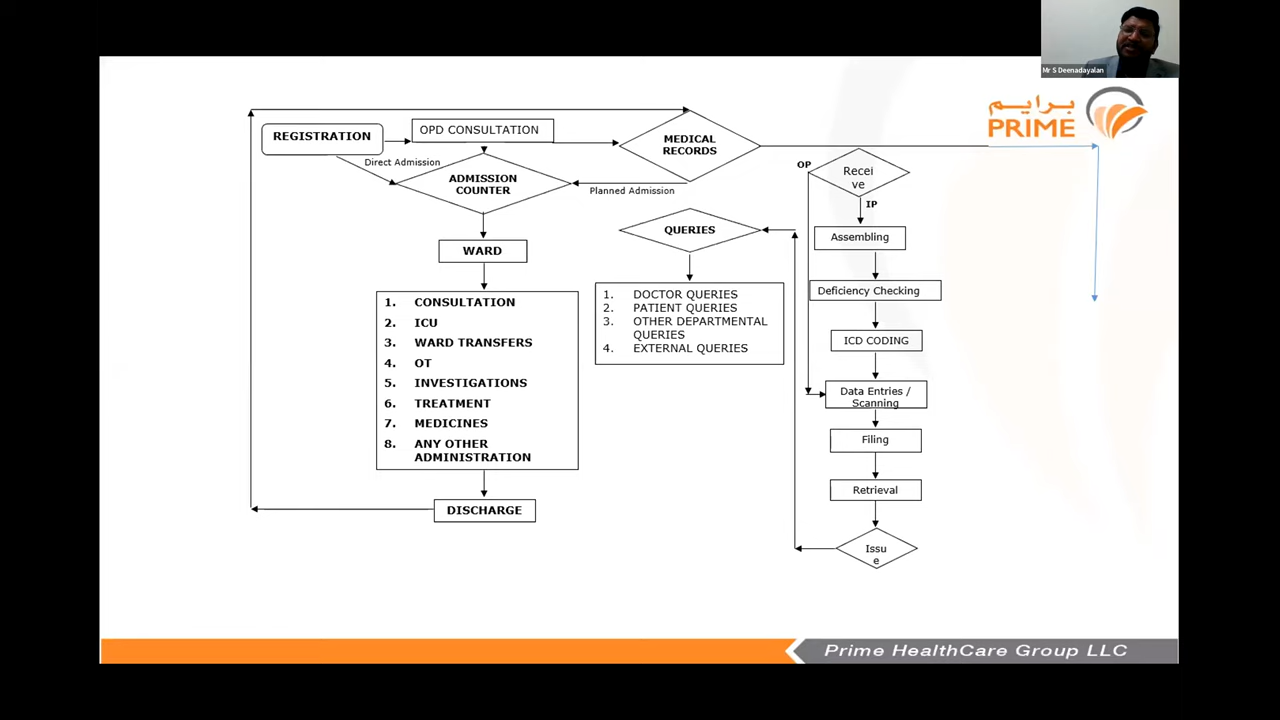 Mr S Deenadayalan
برايم
PRIME
REGISTRATION
OPD CONSULTATION
MEDICAL
RECORDS
Direct Admission
ADMISSION
COUNTER
Planned Admission
WARD
1. CONSULTATION
2. ICU
3. WARD TRANSFERS
4. OT
5. INVESTIGATIONS
6. TREATMENT
7. MEDICINES
8. ANY OTHER
ADMINISTRATION
DISCHARGE
QUERIES
1. DOCTOR QUERIES
2. PATIENT QUERIES
3. OTHER DEPARTMENTAL
QUERIES
4. EXTERNAL QUERIES
OP
Recei
ve
IP
Assembling
Deficiency Checking
ICD CODING
Data Entries /
Scanning
Filing
Retrieval
Issu
e
Prime HealthCare Group LLC